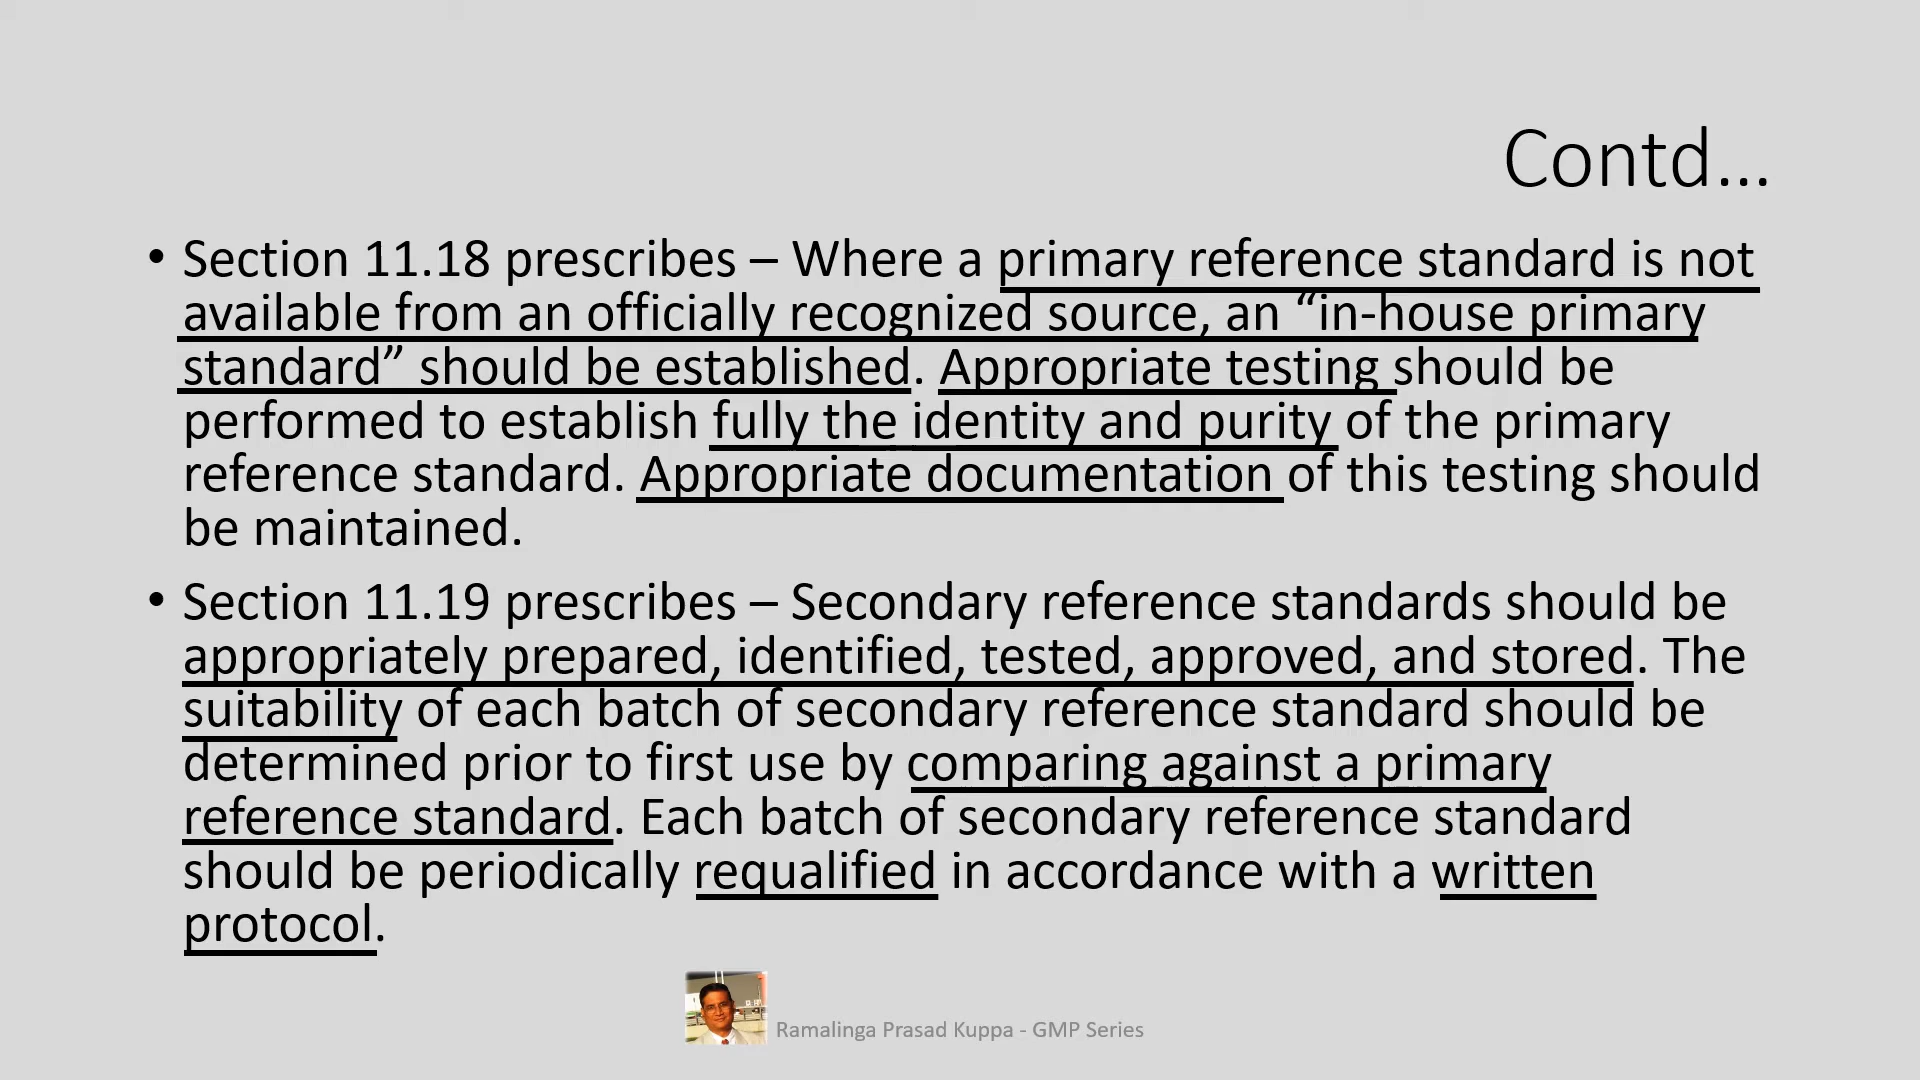 Contd...
• Section 11.18 prescribes – Where a primary reference standard is not
available from an officially recognized source, an “in-house primary
standard” should be established. Appropriate testing should be
performed to establish fully the identity and purity of the primary
reference standard. Appropriate documentation of this testing should
be maintained.
• Section 11.19 prescribes – Secondary reference standards should be
appropriately prepared, identified, tested, approved, and stored. The
suitability of each batch of secondary reference standard should be
determined prior to first use by comparing against a primary
reference standard. Each batch of secondary reference standard
should be periodically requalified in accordance with a written
protocol.
Ramalinga Prasad Kuppa - GMP Series